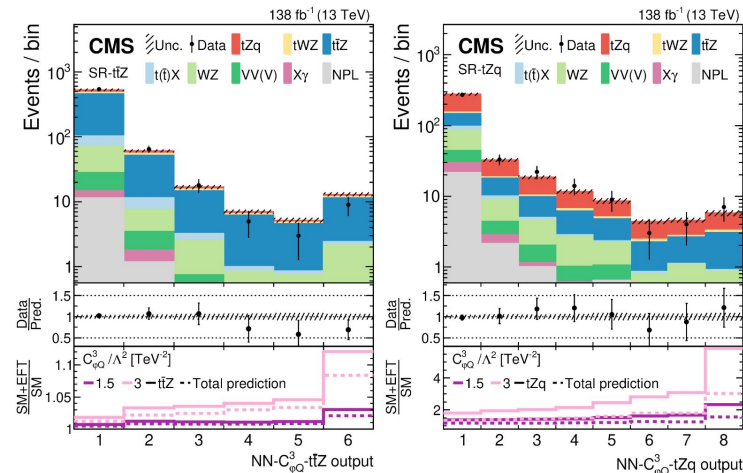 138 fb⁻¹ (13 TeV)
CMS
SR-tt̄Z
Unc. Data tZq tWZ tt̄Z
t(t̄)X WZ VV(V) Xγ NPL
Events / bin
10³
10²
10
1
Data
Pred.
1.5
1
0.5
SM+EFT
SM
C³φQ /Λ² [TeV⁻²]
1.5 3 tt̄Z Total prediction
1.1
1.05
1
1 2 3 4 5 6
NN-C³φQ-tt̄Z output
138 fb⁻¹ (13 TeV)
CMS
SR-tZq
Unc. Data tZq tWZ tt̄Z
t(t̄)X WZ VV(V) Xγ NPL
Events / bin
10³
10²
10
1
Data
Pred.
1.5
1
0.5
SM+EFT
SM
C³φQ /Λ² [TeV⁻²]
1.5 3 tZq Total prediction
4
2
1 2 3 4 5 6 7 8
NN-C³φQ-tZq output